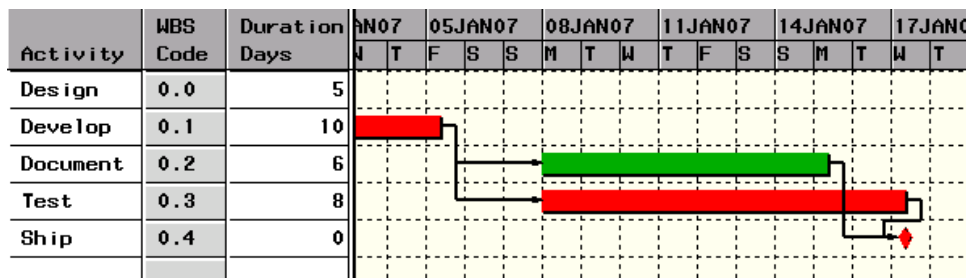 WBS Duration AN07 05JAN07 08JAN07 11JAN07 14JAN07 17JAN0
Activity Code Days W T F S S M T W T F S S M T W T
Design 0.0 5
Develop 0.1 10
Document 0.2 6
Test 0.3 8
Ship 0.4 0